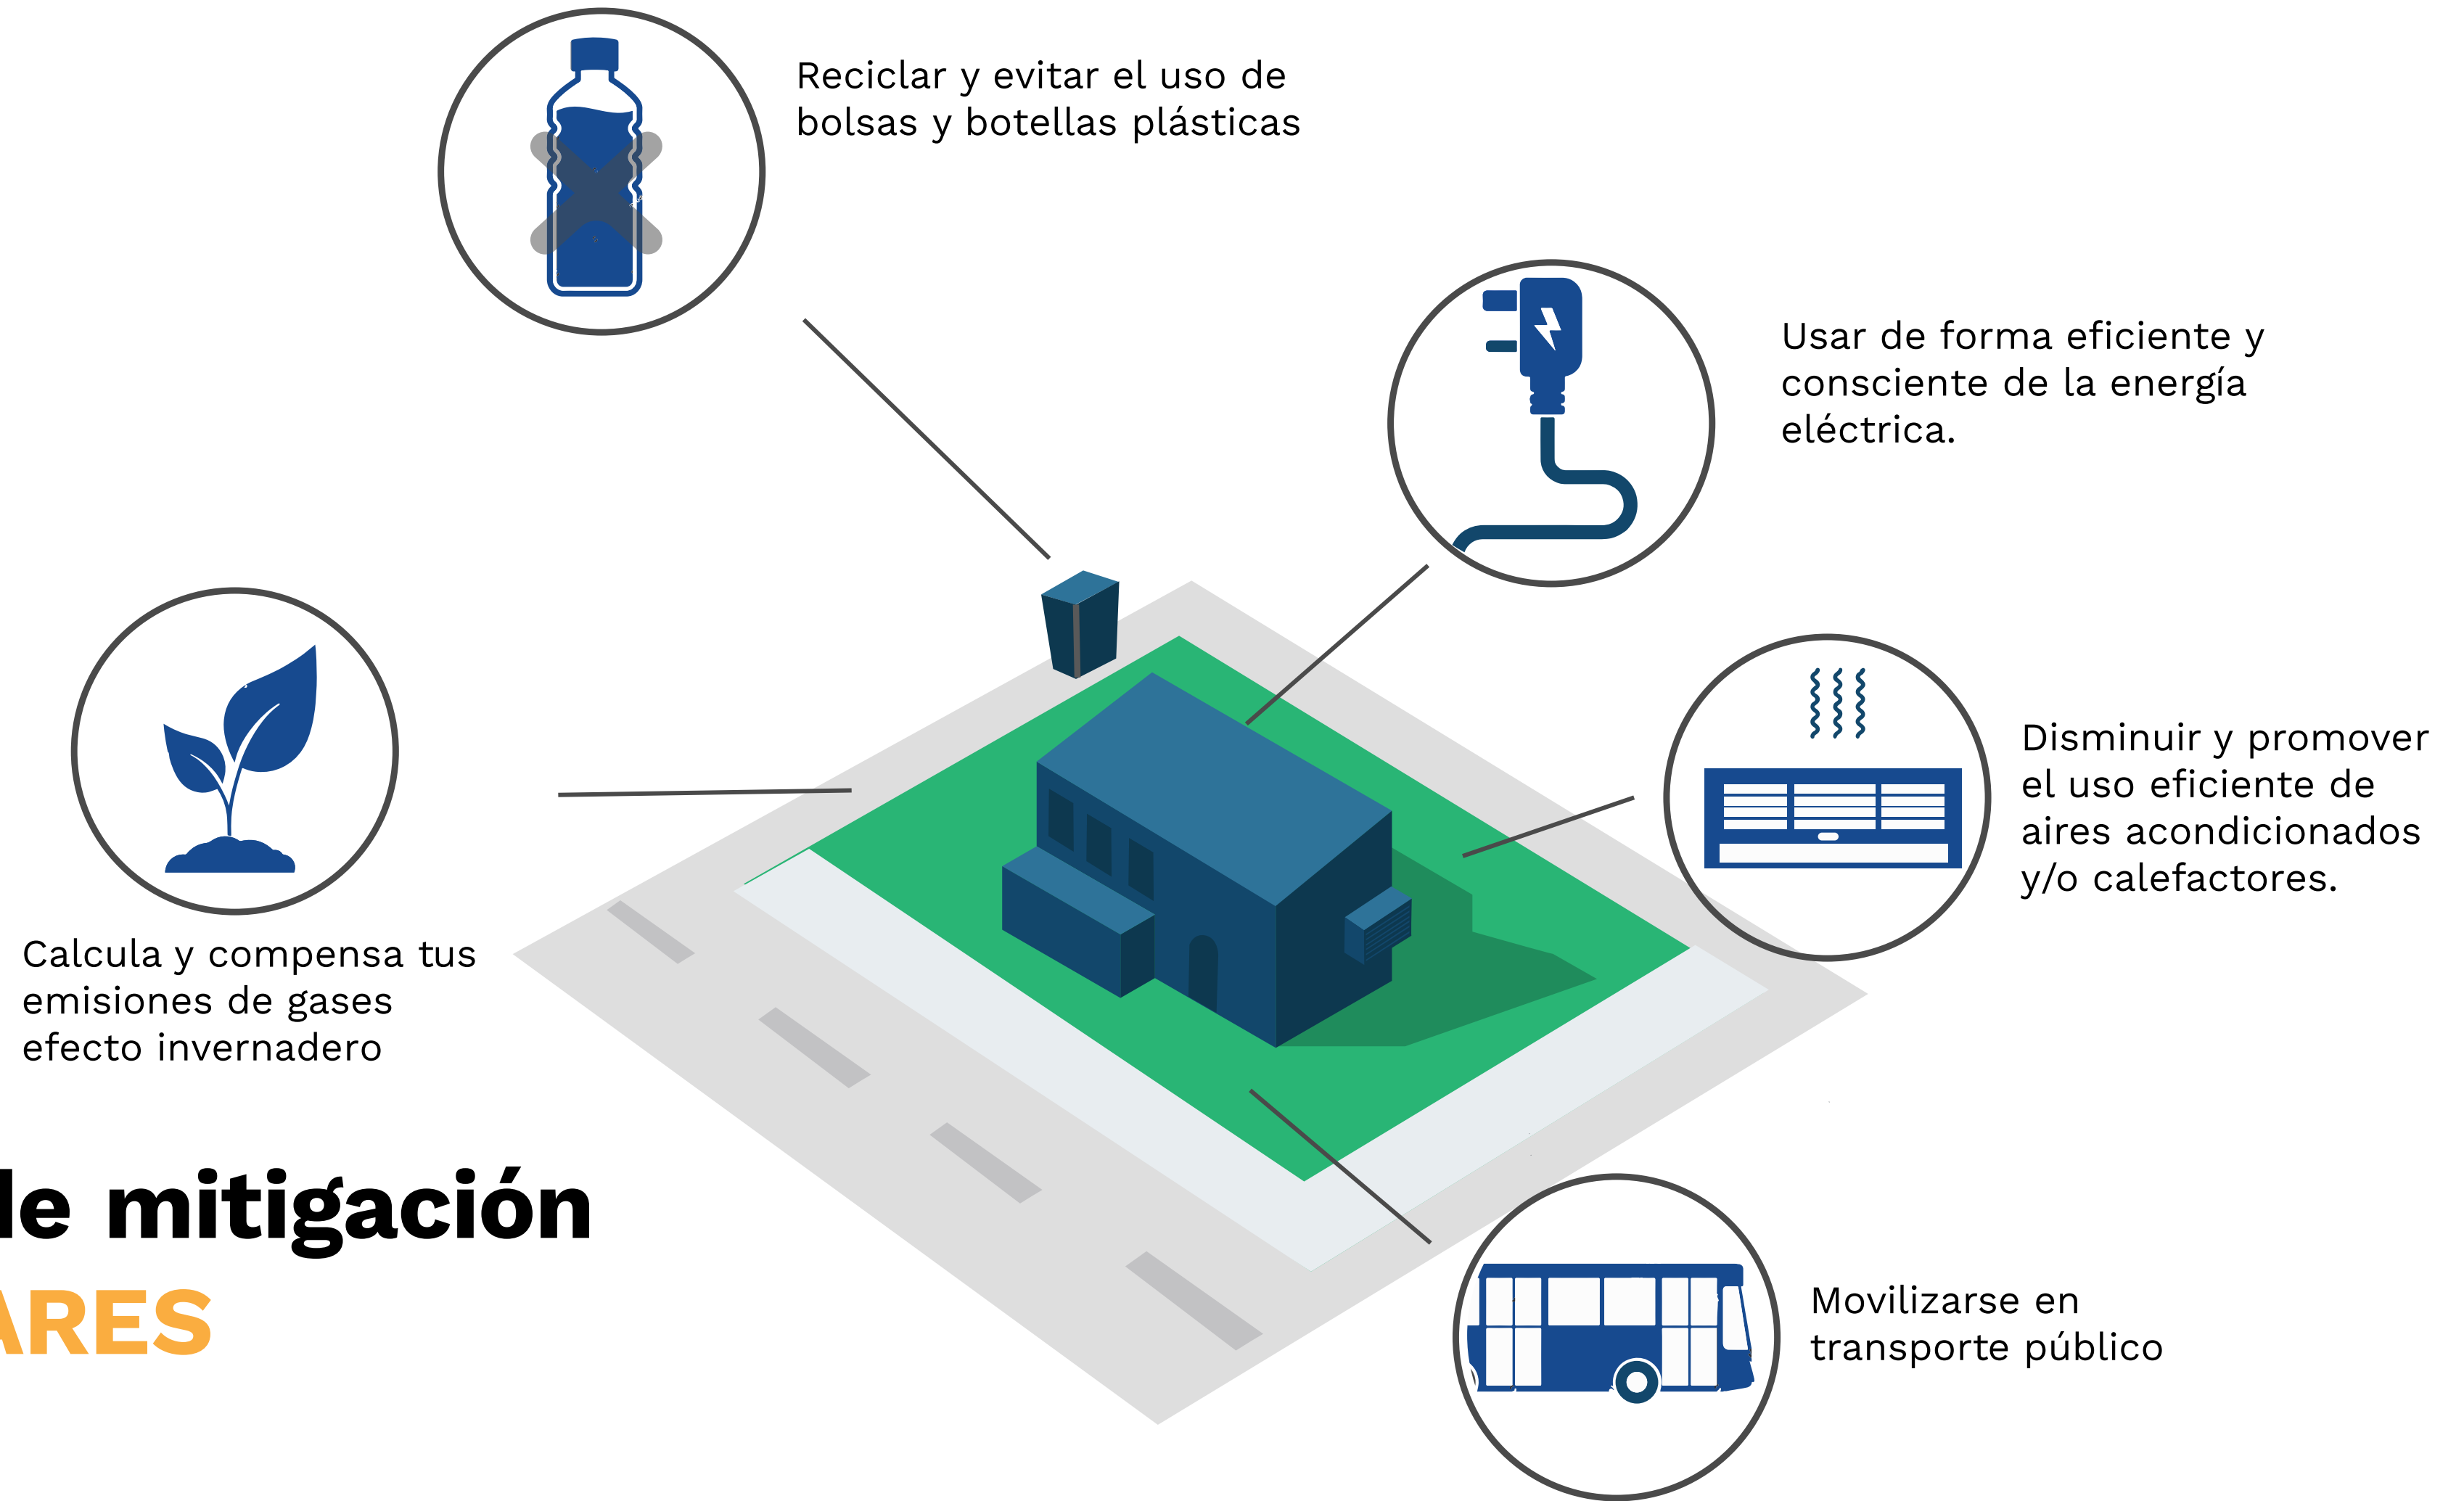 Reciclar y evitar el uso de
bolsas y botellas plásticas
Usar de forma eficiente y
consciente de la energía
eléctrica.
Disminuir y promover
el uso eficiente de
aires acondicionados
y/o calefactores.
Calcula y compensa tus
emisiones de gases
efecto invernadero
de mitigación
ARES
Movilizarse en
transporte público